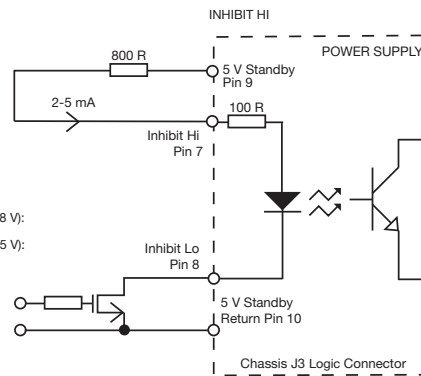 INHIBIT HI
POWER SUPPLY
800 R
5 V Standby
Pin 9
2-5 mA
100 R
Inhibit Hi
Pin 7
8 V):
5 V):
Inhibit Lo
Pin 8
5 V Standby
Return Pin 10
Chassis J3 Logic Connector